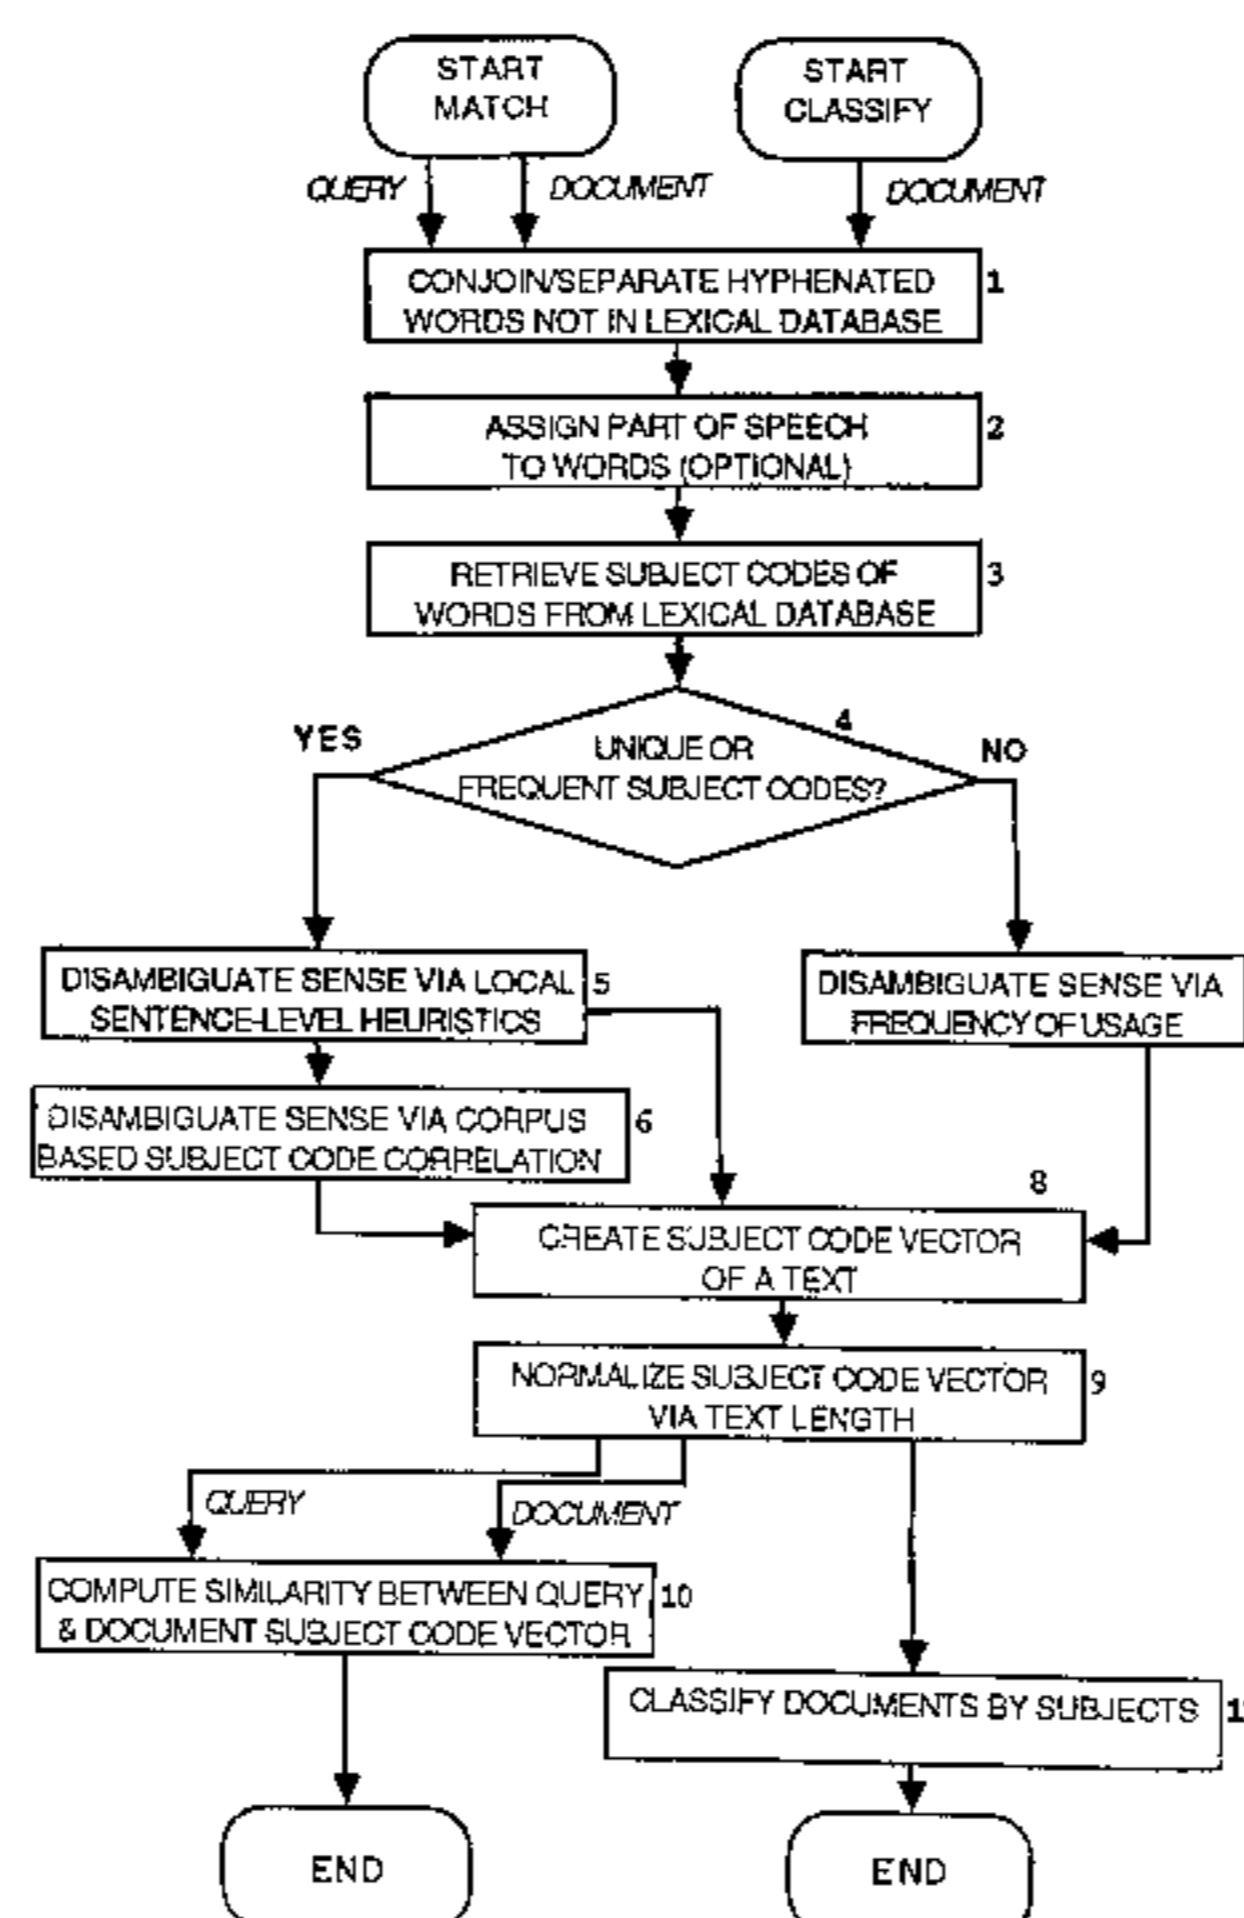 START
MATCH
START
CLASSIFY
QUERY
DOCUMENT
DOCUMENT
CONJOIN/SEPARATE HYPHENATED
WORDS NOT IN LEXICAL DATABASE
1
ASSIGN PART OF SPEECH
TO WORDS (OPTIONAL)
2
RETRIEVE SUBJECT CODES OF
WORDS FROM LEXICAL DATABASE
3
4
YES
UNIQUE OR
FREQUENT SUBJECT CODES?
NO
DISAMBIGUATE SENSE VIA LOCAL
SENTENCE-LEVEL HEURISTICS
5
DISAMBIGUATE SENSE VIA
FREQUENCY OF USAGE
DISAMBIGUATE SENSE VIA CORPUS
BASED SUBJECT CODE CORRELATION
6
8
CREATE SUBJECT CODE VECTOR
OF A TEXT
NORMALIZE SUBJECT CODE VECTOR
VIA TEXT LENGTH
9
QUERY
DOCUMENT
COMPUTE SIMILARITY BETWEEN QUERY
& DOCUMENT SUBJECT CODE VECTOR
10
CLASSIFY DOCUMENTS BY SUBJECTS
END
END